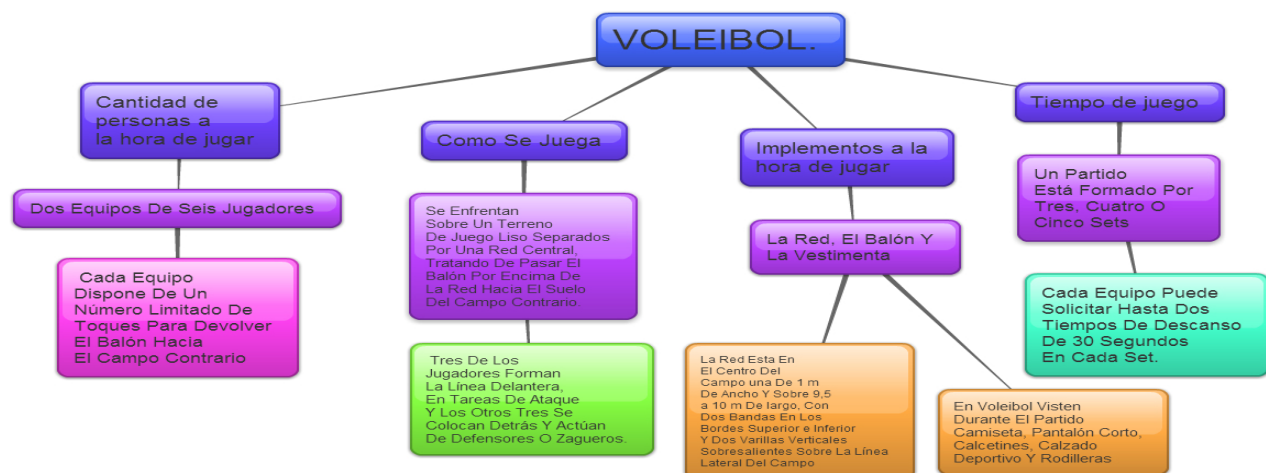 VOLEIBOL.
Cantidad de
personas a
la hora de jugar
Dos Equipos De Seis Jugadores
Cada Equipo
Dispone De Un
Número Limitado De
Toques Para Devolver
El Balón Hacia
El Campo Contrario
Como Se Juega
Se Enfrentan
Sobre Un Terreno
De Juego Liso Separados
Por Una Red Central,
Tratando De Pasar El
Balón Por Encima De
La Red Hacia El Suelo
Del Campo Contrario.
Tres De Los
Jugadores Forman
La Línea Delantera,
En Tareas De Ataque
Y Los Otros Tres Se
Colocan Detrás Y Actúan
De Defensores O Zagueros.
Implementos a la
hora de jugar
La Red, El Balón Y
La Vestimenta
La Red Esta En
El Centro Del
Campo una De 1 m
De Ancho Y Sobre 9,5
a 10 m De largo, Con
Dos Bandas En Los
Bordes Superior e Inferior
Y Dos Varillas Verticales
Sobresalientes Sobre La Línea
Lateral Del Campo
En Voleibol Visten
Durante El Partido
Camiseta, Pantalón Corto,
Calcetines, Calzado
Deportivo Y Rodilleras
Tiempo de juego
Un Partido
Está Formado Por
Tres, Cuatro O
Cinco Sets
Cada Equipo Puede
Solicitar Hasta Dos
Tiempos De Descanso
De 30 Segundos
En Cada Set.